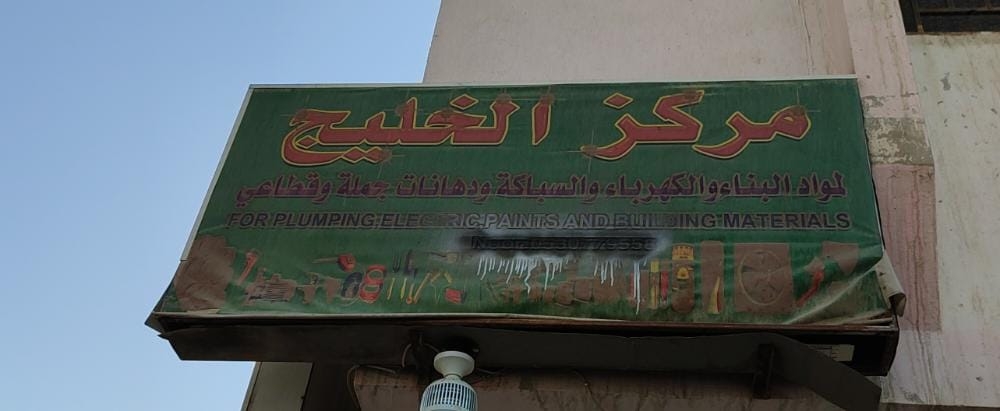 مركز الخليج
لمواد البناء والكهرباء والسباكة ودهانات جملة وقطاعي
FOR PLUMPING,ELECTRIC,PAINTS AND BUILDING MATERIALS